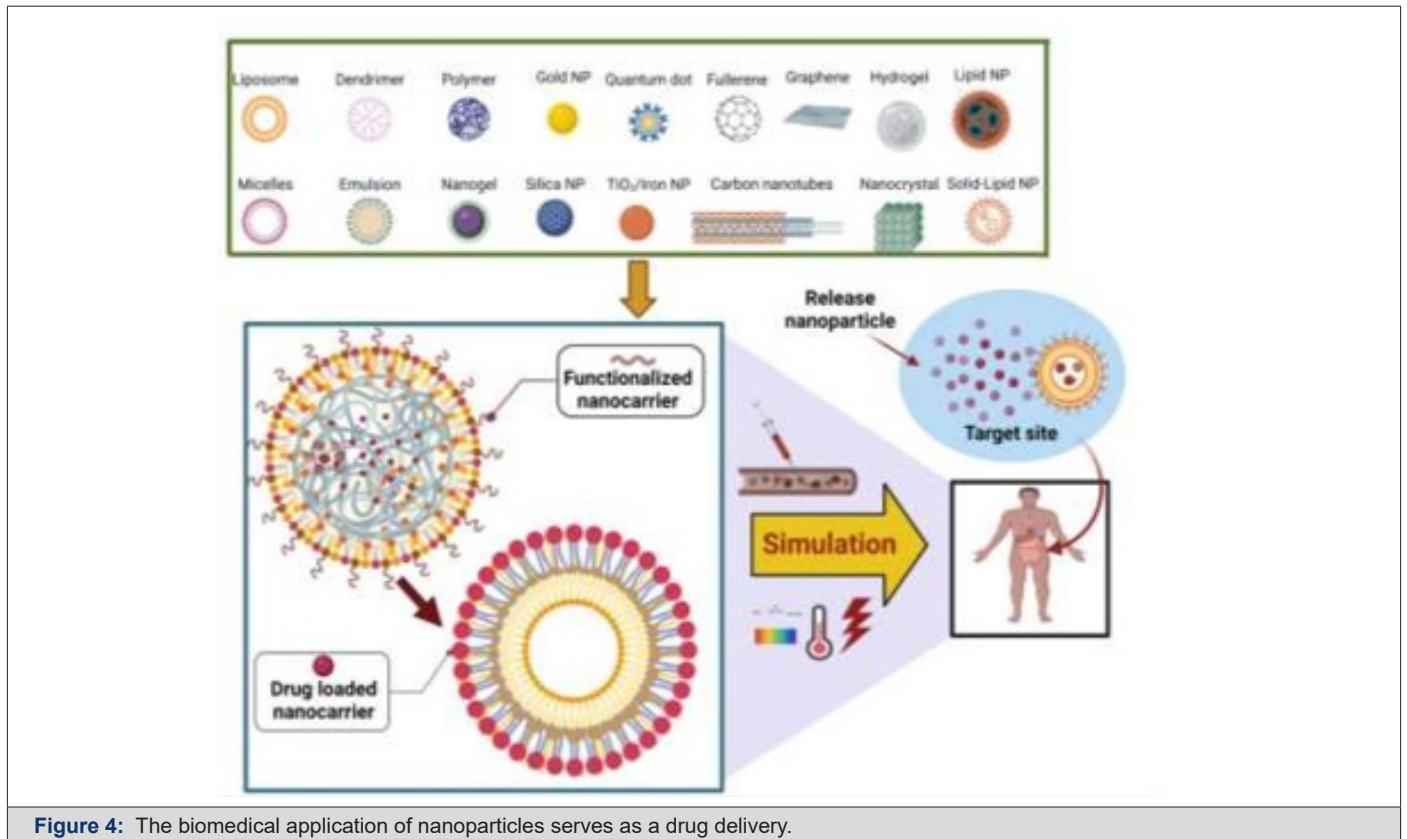 Liposome Dendrimer Polymer Gold NP Quantum dot Fullerene Graphene Hydrogel Lipid NP
Micelles Emulsion Nanogel Silica NP TiO₂/Iron NP Carbon nanotubes Nanocrystal Solid-Lipid NP
Release
nanoparticle
Target site
Functionalized
nanocarrier
Simulation
Drug loaded
nanocarrier
Figure 4: The biomedical application of nanoparticles serves as a drug delivery.